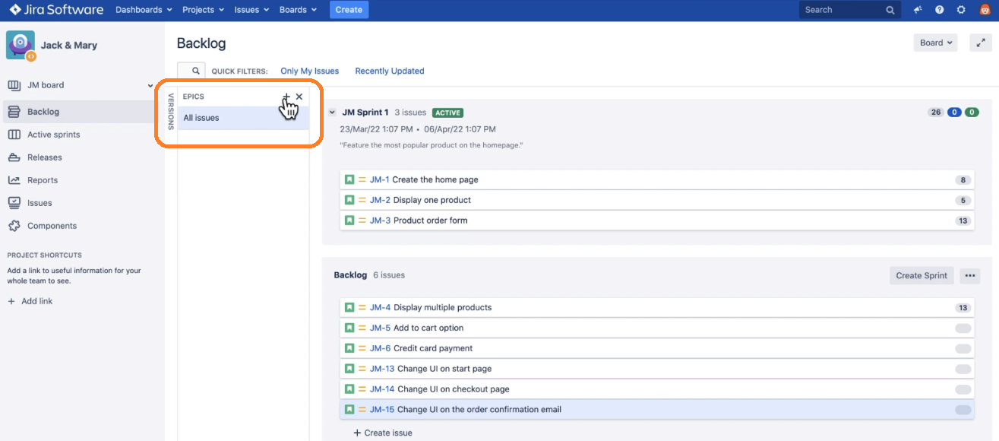 Jira Software Dashboards Projects Issues Boards Create Search
Jack & Mary
JM board
Backlog
Active sprints
Releases
Reports
Issues
Components
PROJECT SHORTCUTS
Add a link to useful information for your
whole team to see.
+ Add link
Backlog
Board
QUICK FILTERS: Only My Issues Recently Updated
VERSIONS
EPICS
All issues
JM Sprint 1 3 issues ACTIVE 26 0 0
23/Mar/22 1:07 PM • 06/Apr/22 1:07 PM
"Feature the most popular product on the homepage."
JM-1 Create the home page 8
JM-2 Display one product 5
JM-3 Product order form 13
Backlog 6 issues Create Sprint •••
JM-4 Display multiple products 13
JM-5 Add to cart option
JM-6 Credit card payment
JM-13 Change UI on start page
JM-14 Change UI on checkout page
JM-15 Change UI on the order confirmation email
+ Create issue